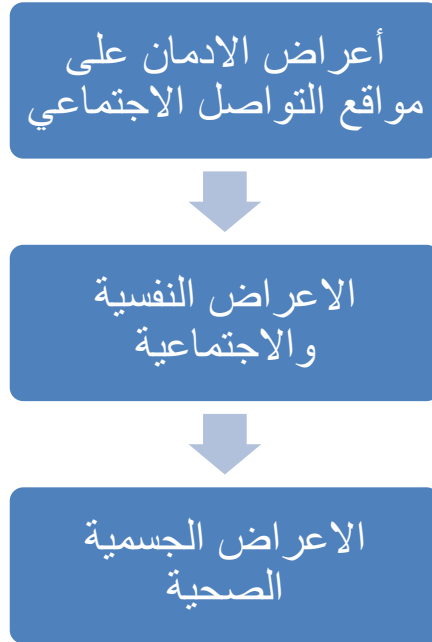 أعراض الادمان على
مواقع التواصل الاجتماعي
الاعراض النفسية
والاجتماعية
الاعراض الجسمية
الصحية